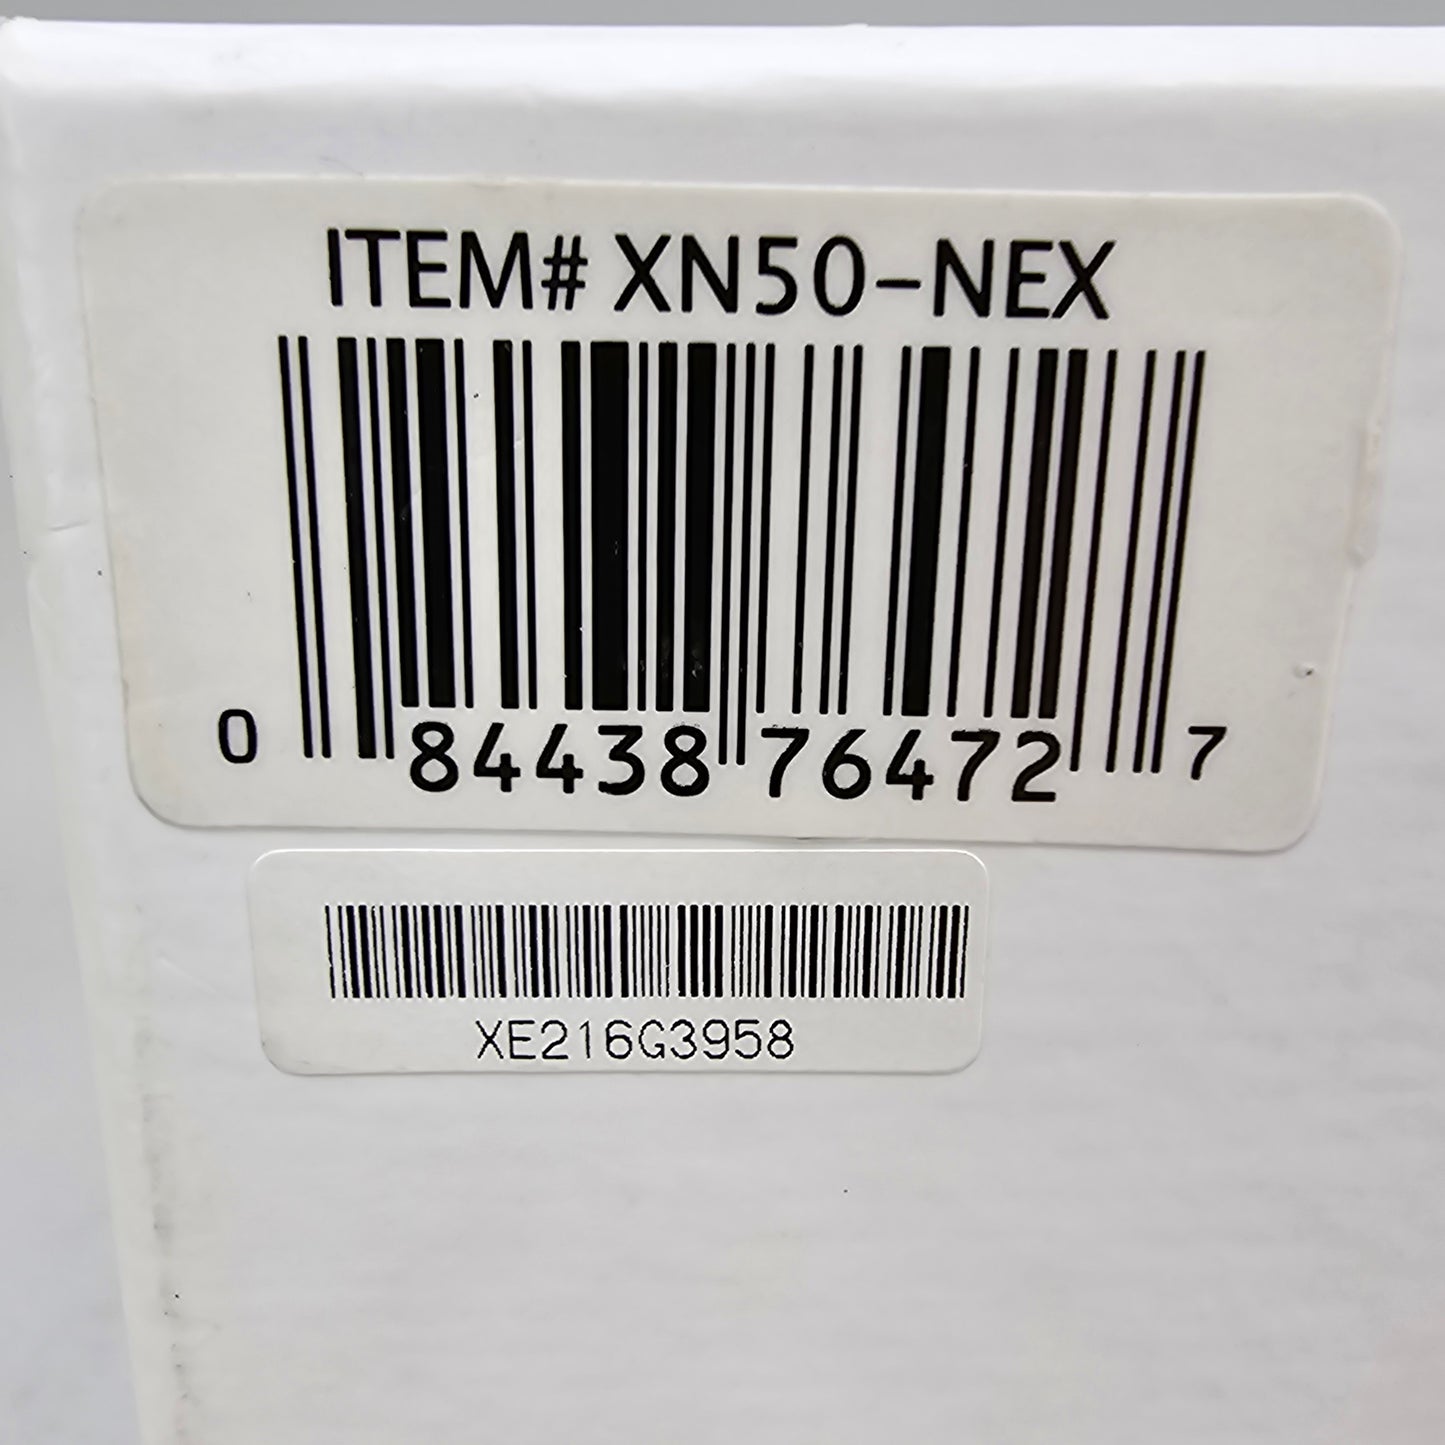 ITEM# XN50-NEX
0 84438 76472 7
XE216G3958